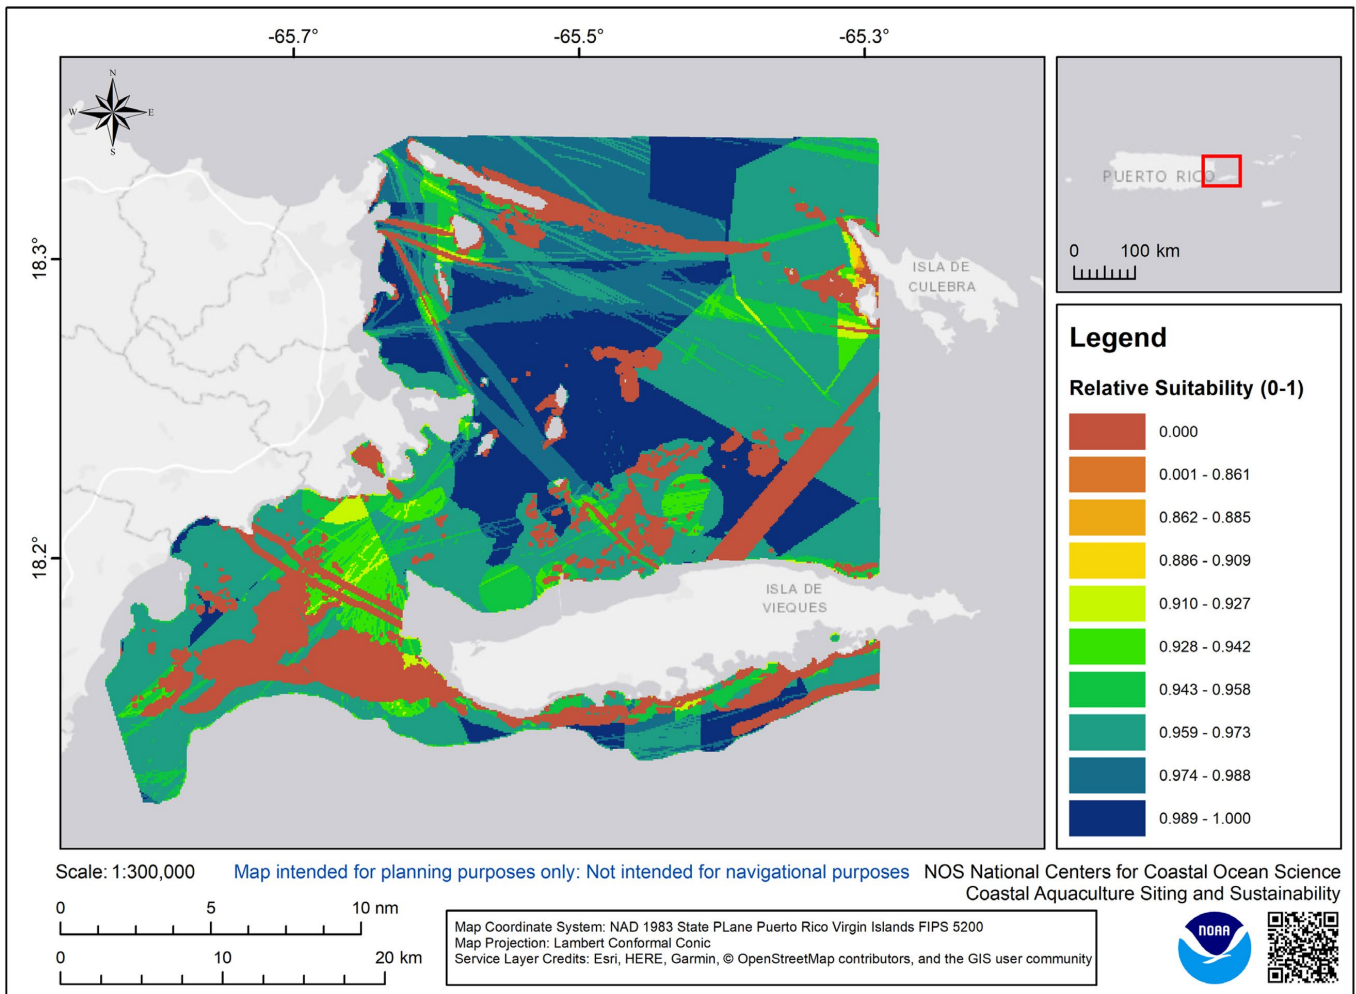 -65.7°
-65.5°
-65.3°
N
W
E
S
18.3°
18.2°
ISLA DE
CULEBRA
ISLA DE
VIEQUES
PUERTO RICO
0 100 km
Legend
Relative Suitability (0-1)
0.000
0.001 - 0.861
0.862 - 0.885
0.886 - 0.909
0.910 - 0.927
0.928 - 0.942
0.943 - 0.958
0.959 - 0.973
0.974 - 0.988
0.989 - 1.000
Scale: 1:300,000
Map intended for planning purposes only: Not intended for navigational purposes
NOS National Centers for Coastal Ocean Science
Coastal Aquaculture Siting and Sustainability
0 5 10 nm
0 10 20 km
Map Coordinate System: NAD 1983 State PLane Puerto Rico Virgin Islands FIPS 5200
Map Projection: Lambert Conformal Conic
Service Layer Credits: Esri, HERE, Garmin, © OpenStreetMap contributors, and the GIS user community
NOAA